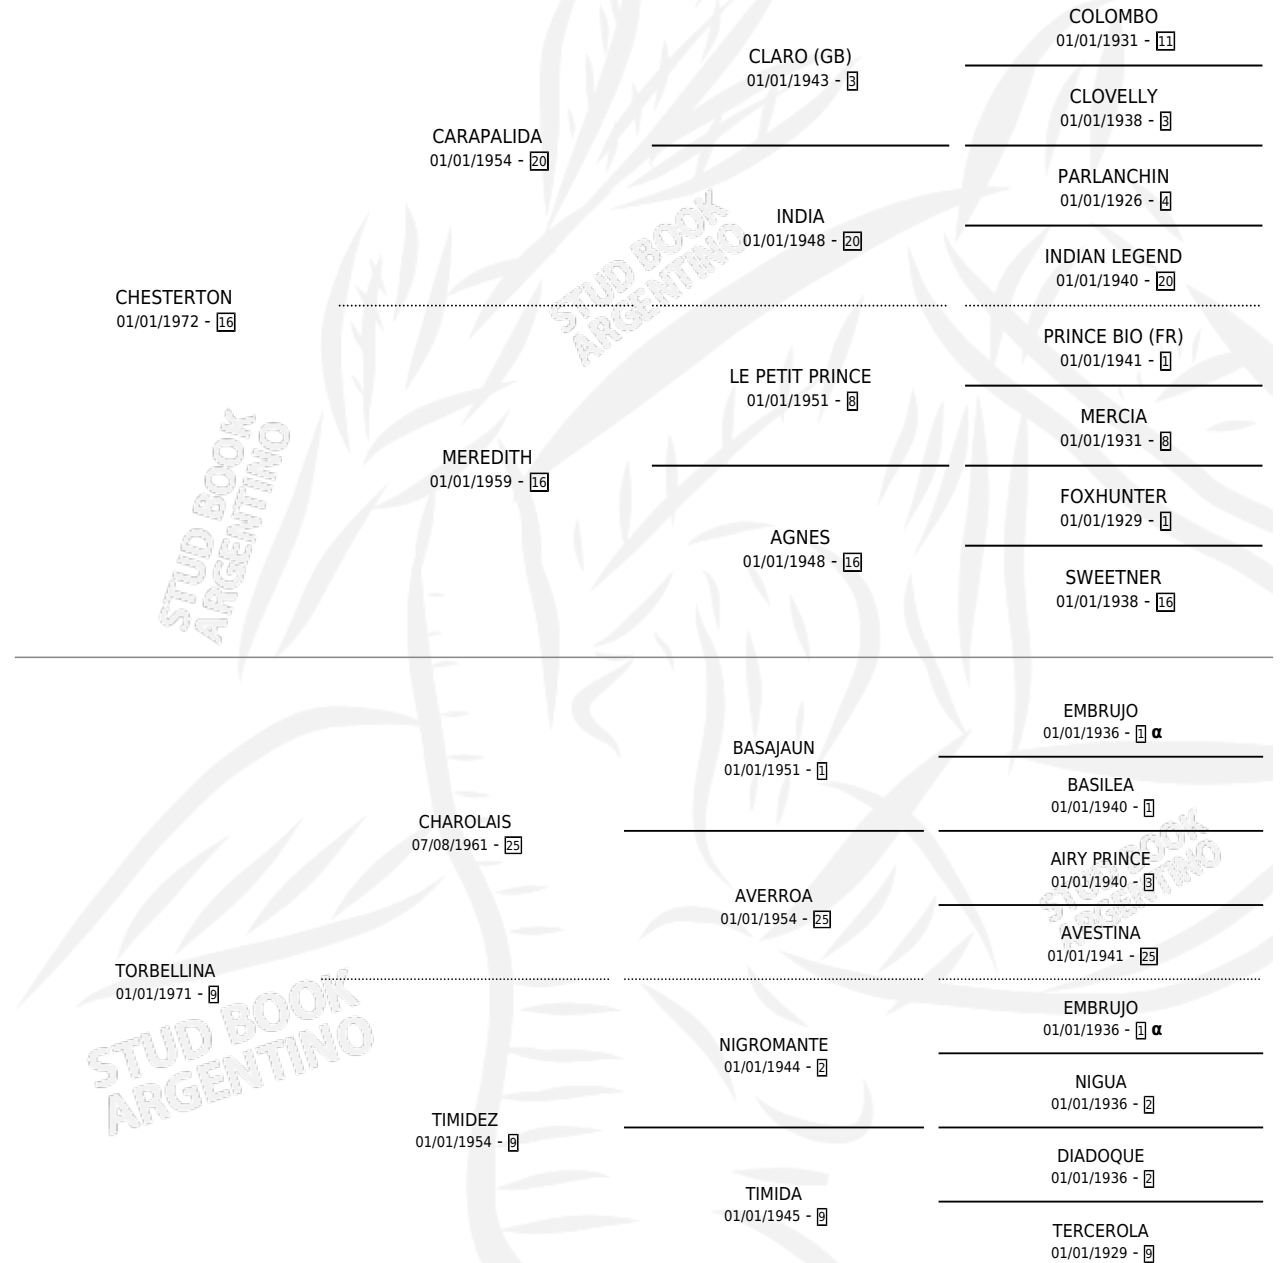 COLOMBO
01/01/1931 - 11
CLARO (GB)
01/01/1943 - 3
CLOVELLY
01/01/1938 - 3
CARAPALIDA
01/01/1954 - 20
PARLANCHIN
01/01/1926 - 4
INDIA
01/01/1948 - 20
INDIAN LEGEND
01/01/1940 - 20
CHESTERTON
01/01/1972 - 16
PRINCE BIO (FR)
01/01/1941 - 1
LE PETIT PRINCE
01/01/1951 - 8
MERCIA
01/01/1931 - 8
MEREDITH
01/01/1959 - 16
FOXHUNTER
01/01/1929 - 1
AGNES
01/01/1948 - 16
SWEETNER
01/01/1938 - 16
STUD BOOK
ARGENTINO
STUD BOOK
ARGENTINO
EMBRUJO
01/01/1936 - 1 α
BASAJAUN
01/01/1951 - 1
BASILEA
01/01/1940 - 1
CHAROLAIS
07/08/1961 - 25
AIRY PRINCE
01/01/1940 - 3
AVERROA
01/01/1954 - 25
AVESTINA
01/01/1941 - 25
TORBELLINA
01/01/1971 - 9
EMBRUJO
01/01/1936 - 1 α
NIGROMANTE
01/01/1944 - 2
NIGUA
01/01/1936 - 2
TIMIDEZ
01/01/1954 - 9
DIADOQUE
01/01/1936 - 2
TIMIDA
01/01/1945 - 9
TERCEROLA
01/01/1929 - 9
STUD BOOK
ARGENTINO
STUD BOOK
ARGENTINO